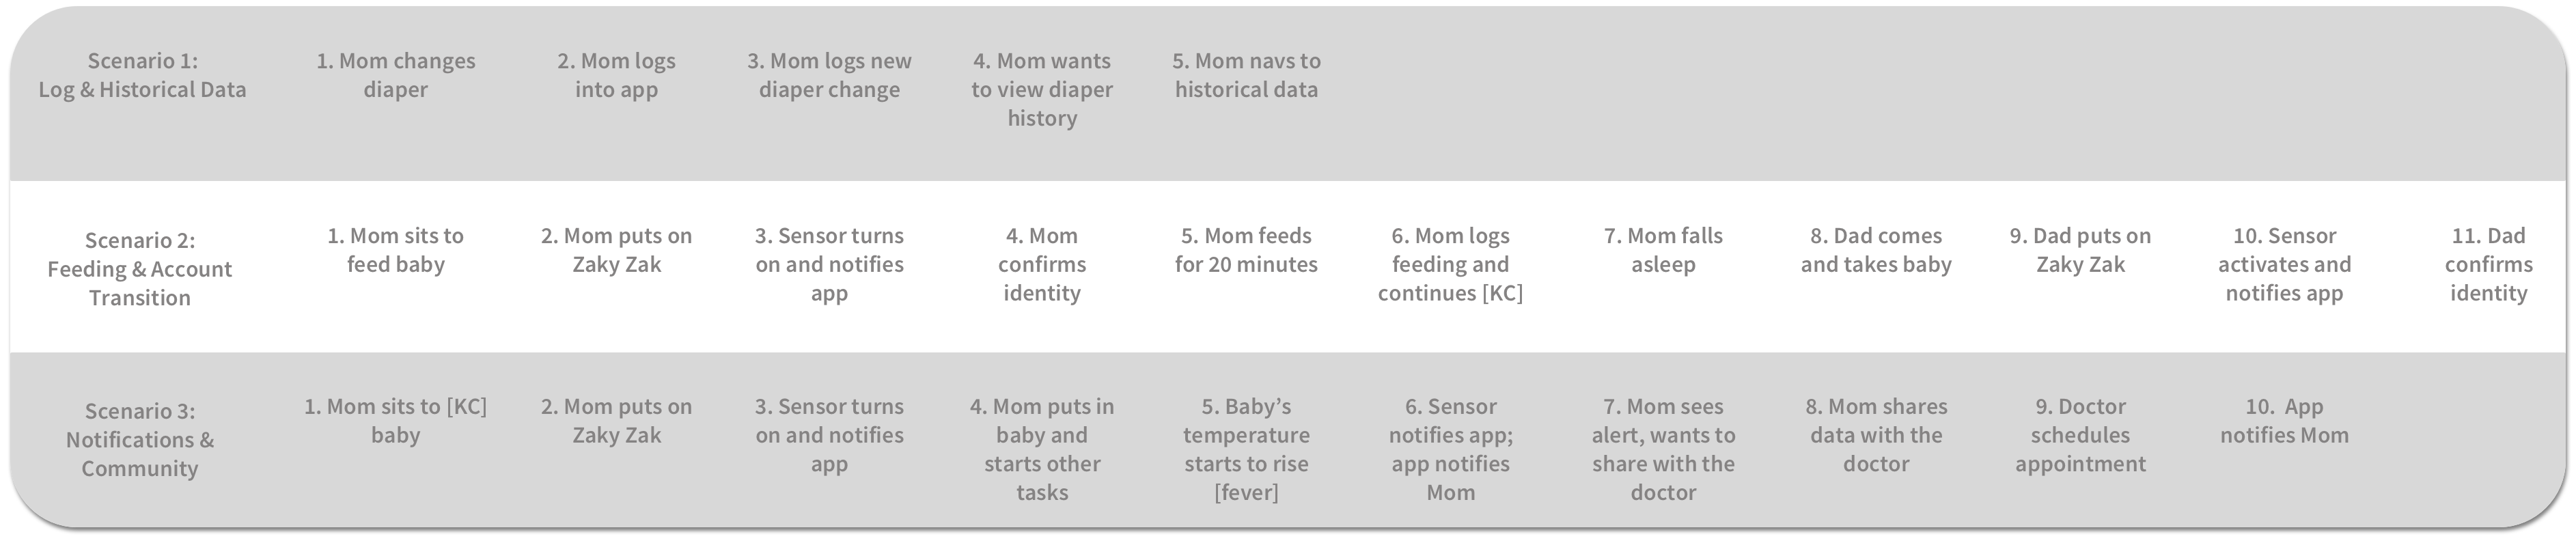 Scenario 1:
Log & Historical Data
1. Mom changes
diaper
2. Mom logs
into app
3. Mom logs new
diaper change
4. Mom wants
to view diaper
history
5. Mom navs to
historical data
Scenario 2:
Feeding & Account
Transition
1. Mom sits to
feed baby
2. Mom puts on
Zaky Zak
3. Sensor turns
on and notifies
app
4. Mom
confirms
identity
5. Mom feeds
for 20 minutes
6. Mom logs
feeding and
continues [KC]
7. Mom falls
asleep
8. Dad comes
and takes baby
9. Dad puts on
Zaky Zak
10. Sensor
activates and
notifies app
11. Dad
confirms
identity
Scenario 3:
Notifications &
Community
1. Mom sits to [KC]
baby
2. Mom puts on
Zaky Zak
3. Sensor turns
on and notifies
app
4. Mom puts in
baby and
starts other
tasks
5. Baby’s
temperature
starts to rise
[fever]
6. Sensor
notifies app;
app notifies
Mom
7. Mom sees
alert, wants to
share with the
doctor
8. Mom shares
data with the
doctor
9. Doctor
schedules
appointment
10. App
notifies Mom